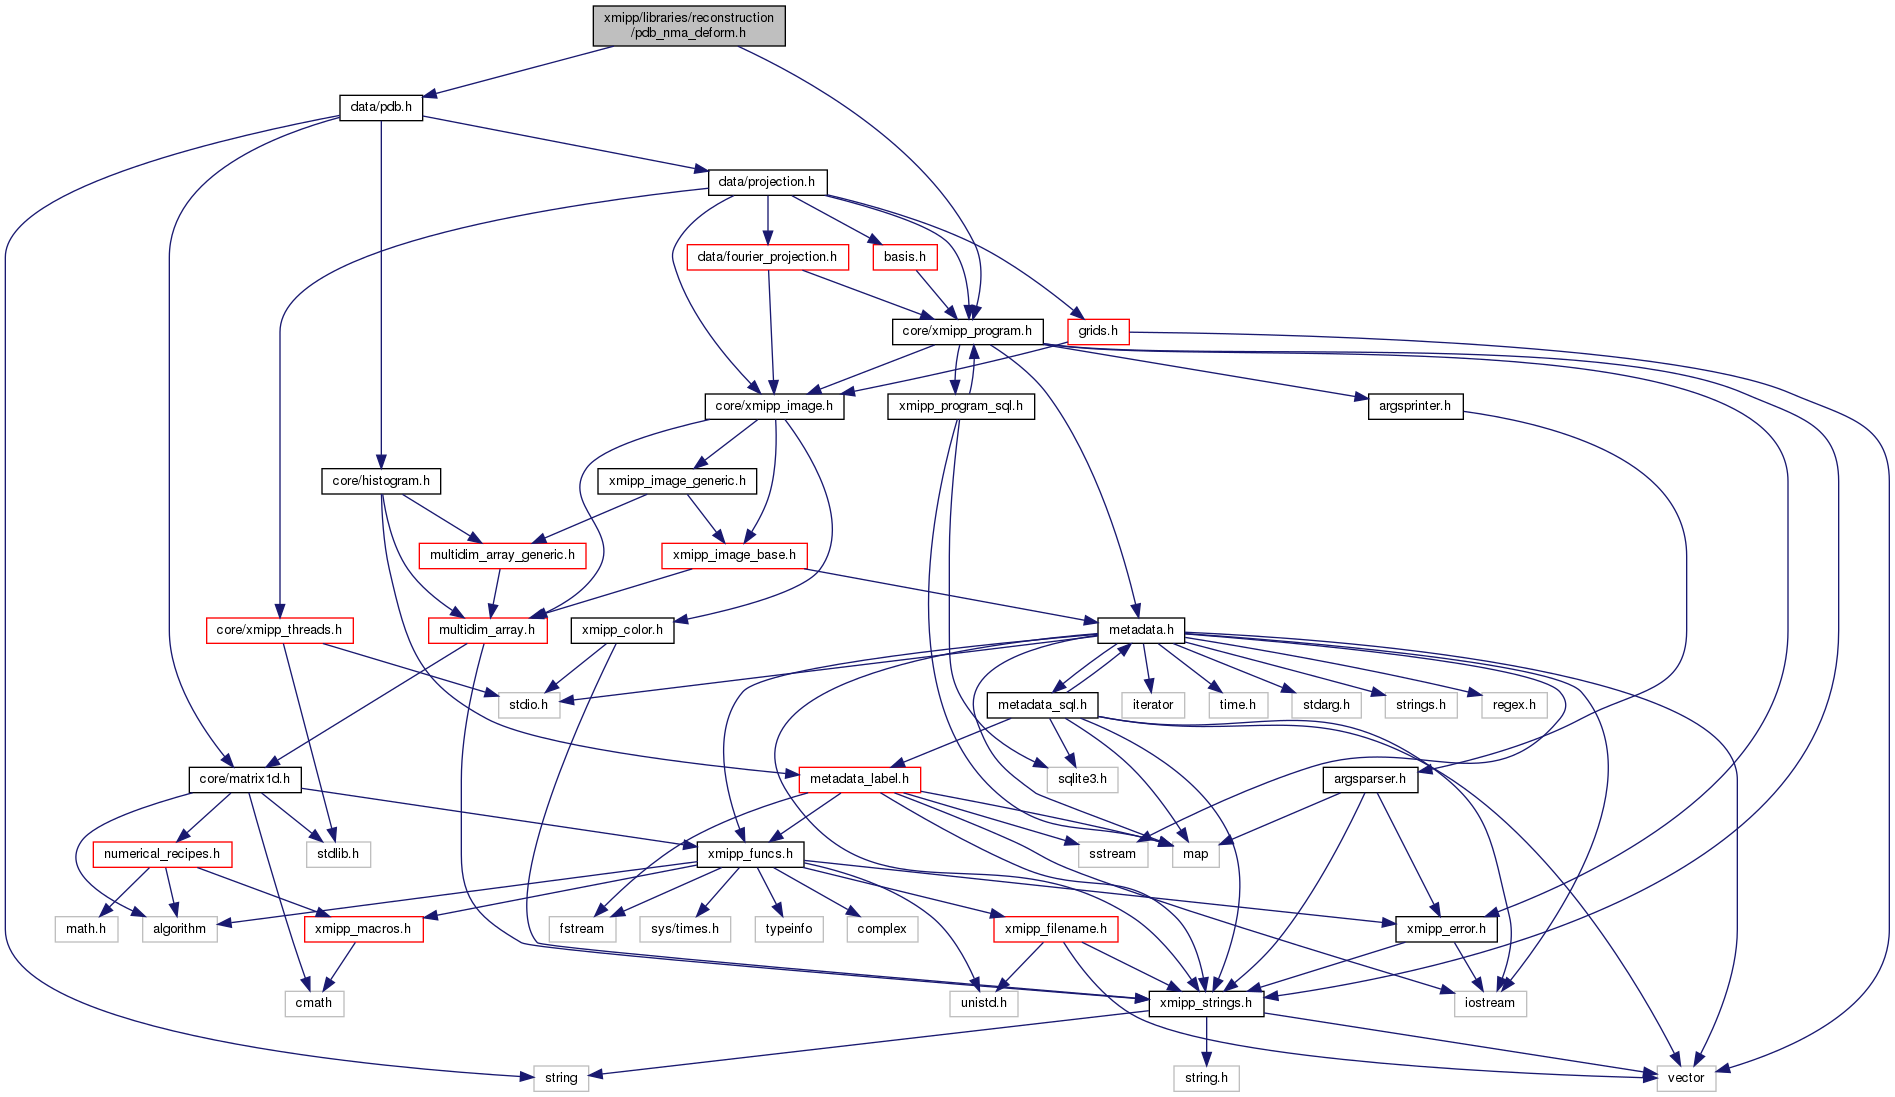 xmipp/libraries/reconstruction
/pdb_nma_deform.h
data/pdb.h
data/projection.h
data/fourier_projection.h
basis.h
core/xmipp_program.h
grids.h
core/xmipp_image.h
xmipp_program_sql.h
argsprinter.h
core/histogram.h
xmipp_image_generic.h
multidim_array_generic.h
xmipp_image_base.h
core/xmipp_threads.h
multidim_array.h
xmipp_color.h
metadata.h
stdio.h
metadata_sql.h
iterator
time.h
stdarg.h
strings.h
regex.h
core/matrix1d.h
metadata_label.h
sqlite3.h
argsparser.h
numerical_recipes.h
stdlib.h
xmipp_funcs.h
sstream
map
math.h
algorithm
xmipp_macros.h
fstream
sys/times.h
typeinfo
complex
xmipp_filename.h
xmipp_error.h
cmath
unistd.h
xmipp_strings.h
iostream
string
string.h
vector